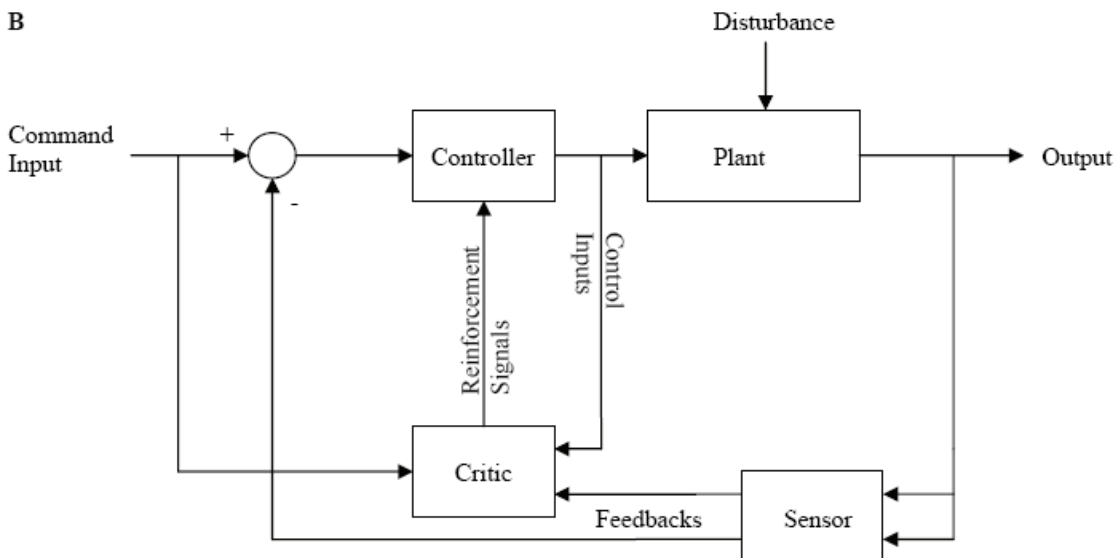 B
Disturbance
Command
Input
+
Controller
Plant
Output
-
Reinforcement
Signals
Control
Inputs
Critic
Feedbacks
Sensor